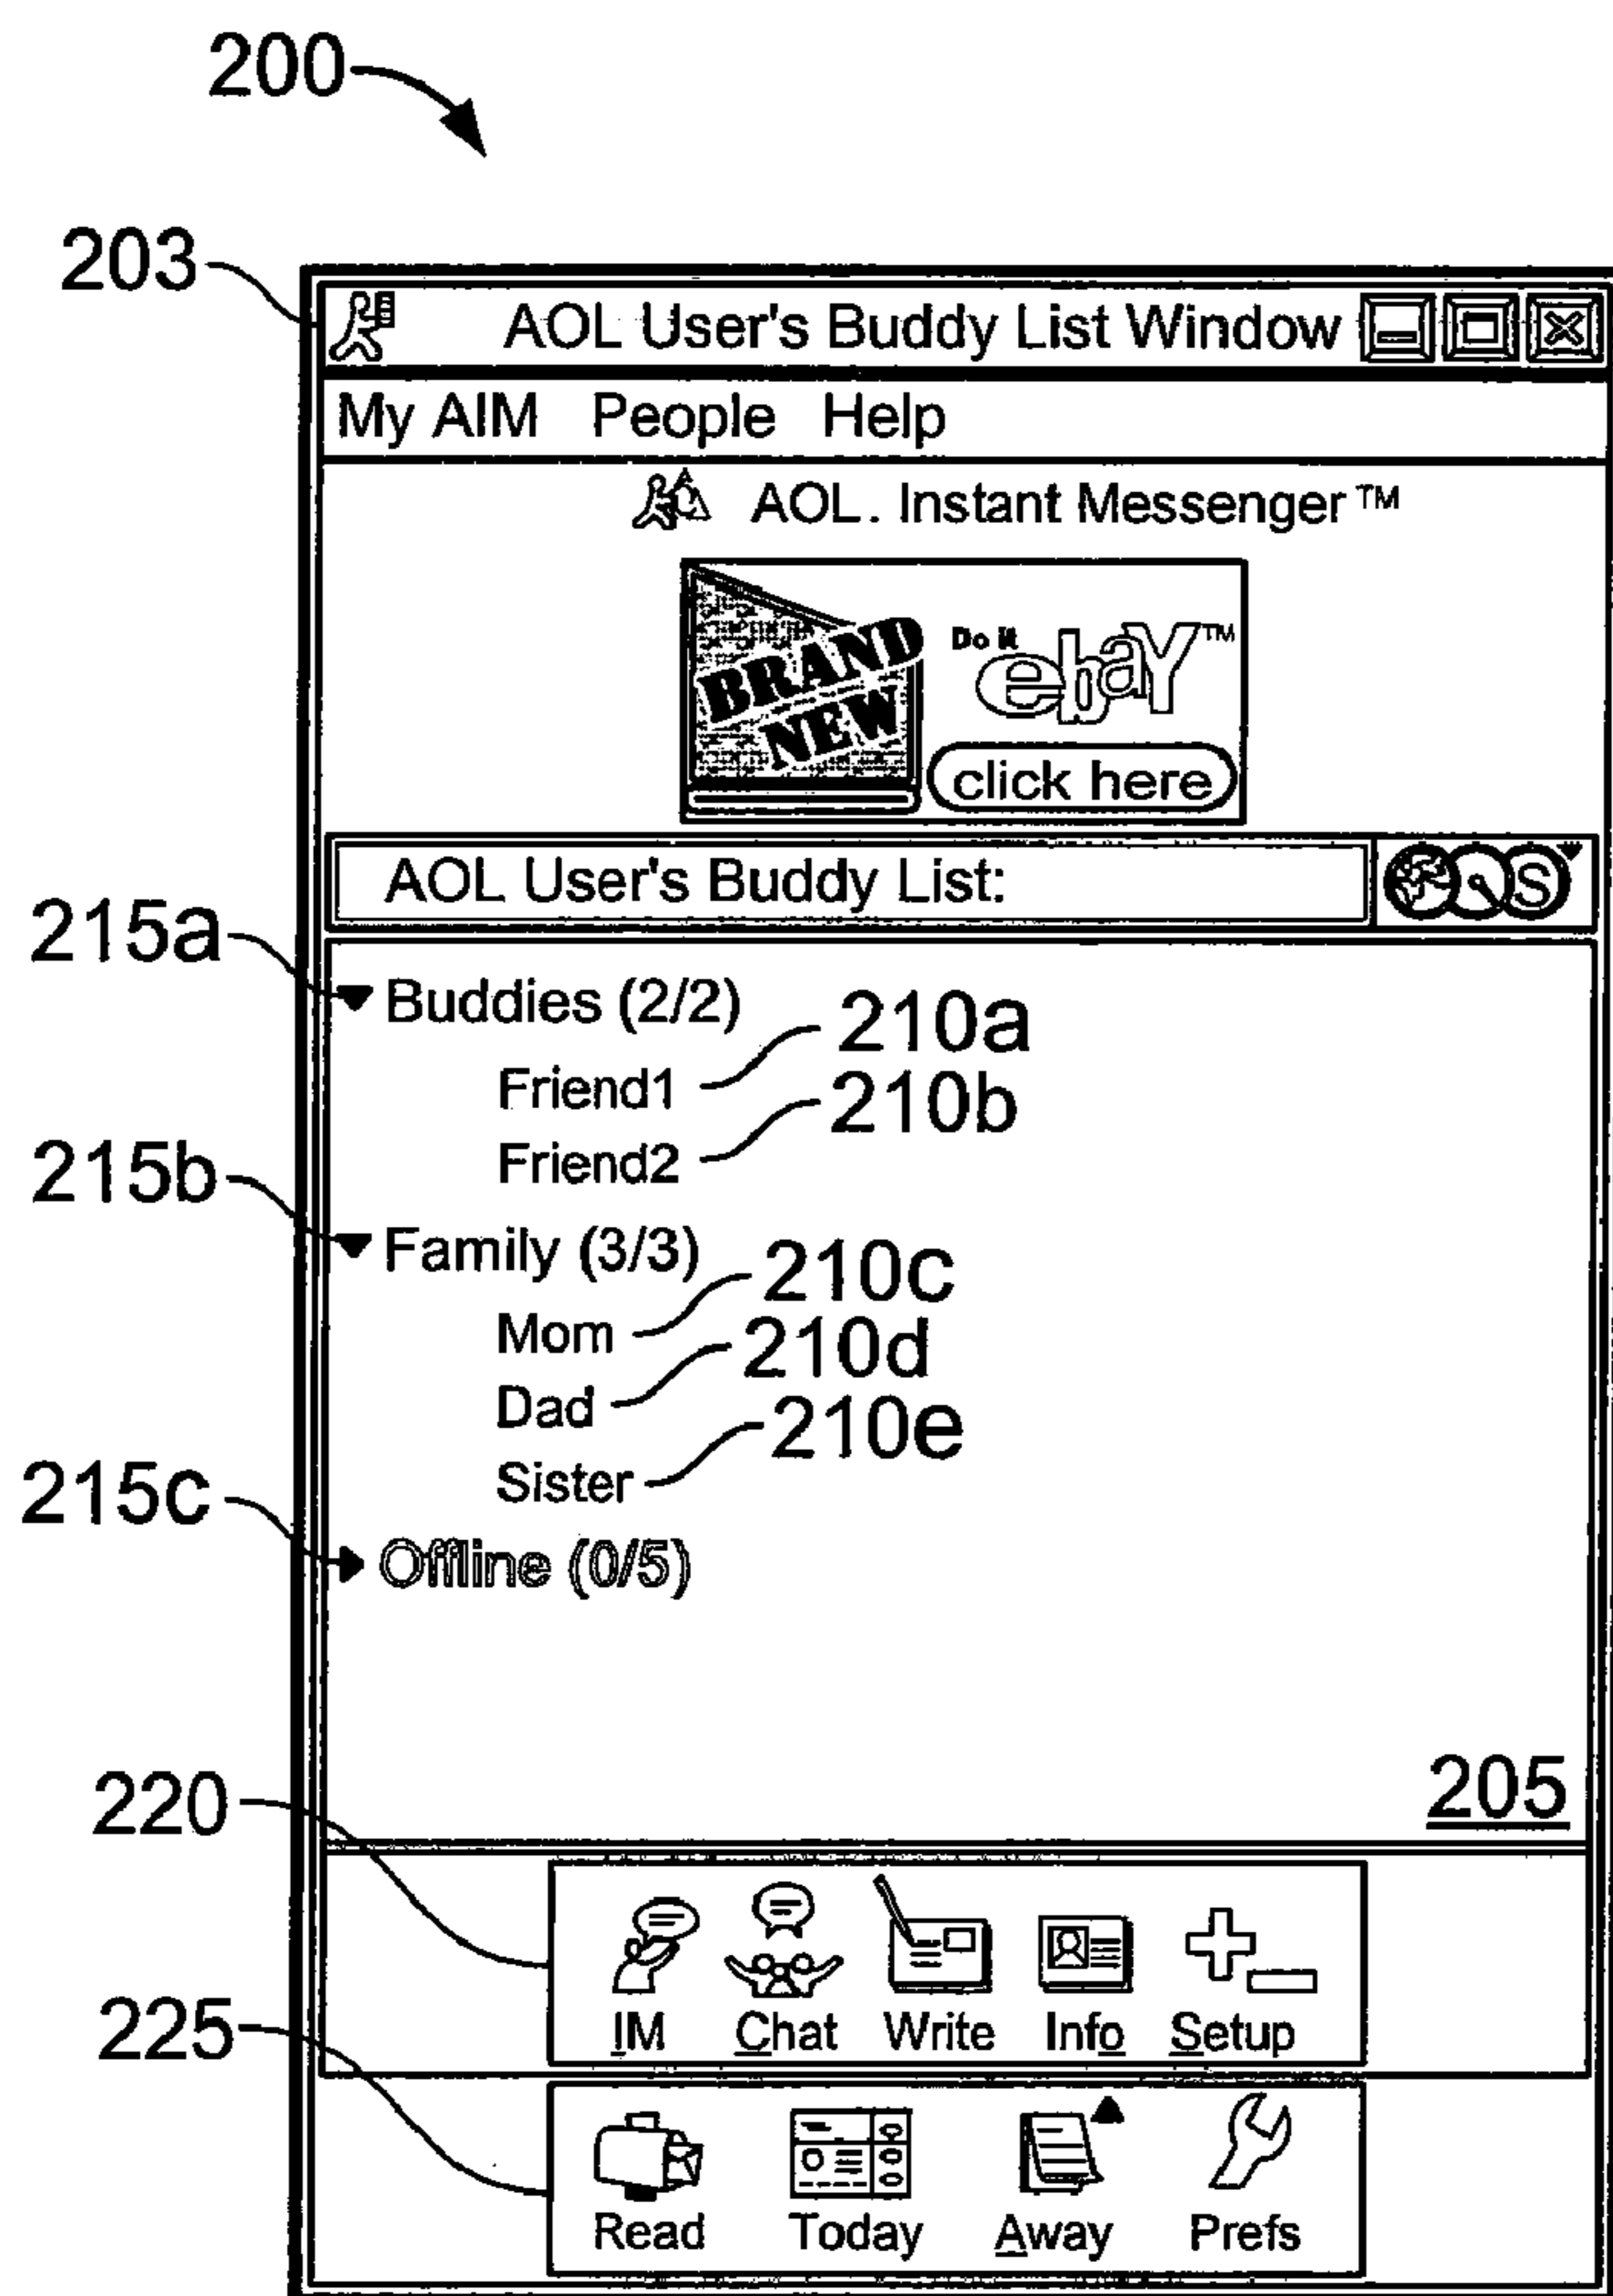 200
203
AOL User's Buddy List Window
My AIM People Help
AOL. Instant Messenger™
BRAND
NEW
Do it
ebaY™
click here
AOL User's Buddy List:
S
215a
Buddies (2/2)
210a
Friend1
210b
Friend2
215b
Family (3/3)
210c
Mom
210d
Dad
210e
Sister
215c
Offline (0/5)
205
220
IM Chat Write Info Setup
225
Read Today Away Prefs